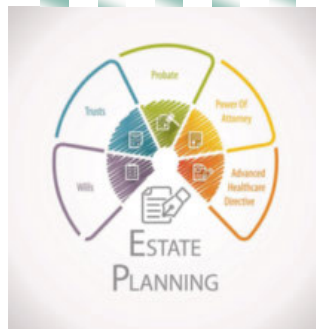 Wills
Trusts
Probate
Power Of
Attorney
Advanced
Healthcare
Directive
ESTATE
PLANNING